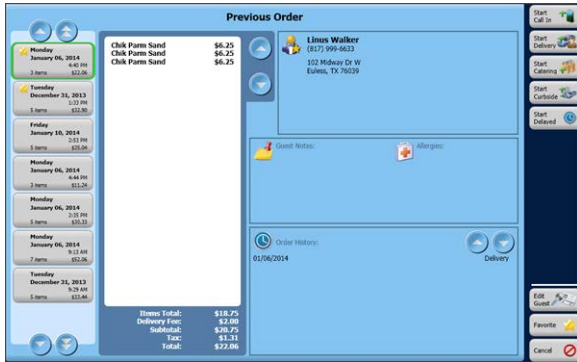 Previous Order
Monday
January 06, 2014
4:40 PM
3 items $22.06
Tuesday
December 31, 2013
1:33 PM
5 items $32.90
Friday
January 10, 2014
2:52 PM
5 items $35.04
Monday
January 06, 2014
4:44 PM
3 items $11.24
Monday
January 06, 2014
2:35 PM
5 items $30.33
Monday
January 06, 2014
9:13 AM
7 items $52.06
Tuesday
December 31, 2013
9:29 AM
5 items $33.44
Chik Parm Sand $6.25
Chik Parm Sand $6.25
Chik Parm Sand $6.25
Items Total: $18.75
Delivery Fee: $2.00
Subtotal: $20.75
Tax: $1.31
Total: $22.06
Linus Walker
(817) 999-6633
102 Midway Dr W
Euless, TX 76039
Guest Notes:
Allergies:
Order History:
01/06/2014 Delivery
Start
Call In
Start
Delivery
Start
Catering
Start
Curbside
Start
Delayed
Edit
Guest
Favorite
Cancel